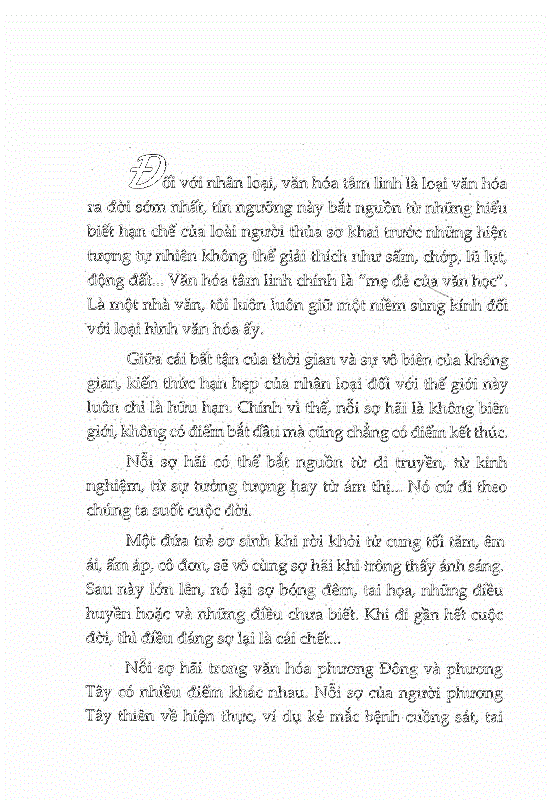 Đối với nhân loại, văn hóa tâm linh là loại văn hóa
ra đời sớm nhất, tín ngưỡng này bắt nguồn từ những hiểu
biết hạn chế của loài người thủa sơ khai trước những hiện
tượng tự nhiên không thể giải thích như sấm, chớp, lũ lụt,
động đất... Văn hóa tâm linh chính là “mẹ đẻ của văn học”.
Là một nhà văn, tôi luôn luôn giữ một niềm sùng kính đối
với loại hình văn hóa ấy.
Giữa cái bất tận của thời gian và sự vô biên của không
gian, kiến thức hạn hẹp của nhân loại đối với thế giới này
luôn chỉ là hữu hạn. Chính vì thế, nỗi sợ hãi là không biên
giới, không có điểm bắt đầu mà cũng chẳng có điểm kết thúc.
Nỗi sợ hãi có thể bắt nguồn từ di truyền, từ kinh
nghiệm, từ sự tưởng tượng hay từ ám thị... Nó cứ đi theo
chúng ta suốt cuộc đời.
Một đứa trẻ sơ sinh khi rời khỏi tử cung tối tăm, êm
ái, ấm áp, cô đơn, sẽ vô cùng sợ hãi khi trông thấy ánh sáng.
Sau này lớn lên, nó lại sợ bóng đêm, tai họa, những điều
huyền hoặc và những điều chưa biết. Khi đi gần hết cuộc
đời, thì điều đáng sợ lại là cái chết...
Nỗi sợ hãi trong văn hóa phương Đông và phương
Tây có nhiều điểm khác nhau. Nỗi sợ của người phương
Tây thiên về hiện thực, ví dụ kẻ mắc bệnh cuồng sát, tai